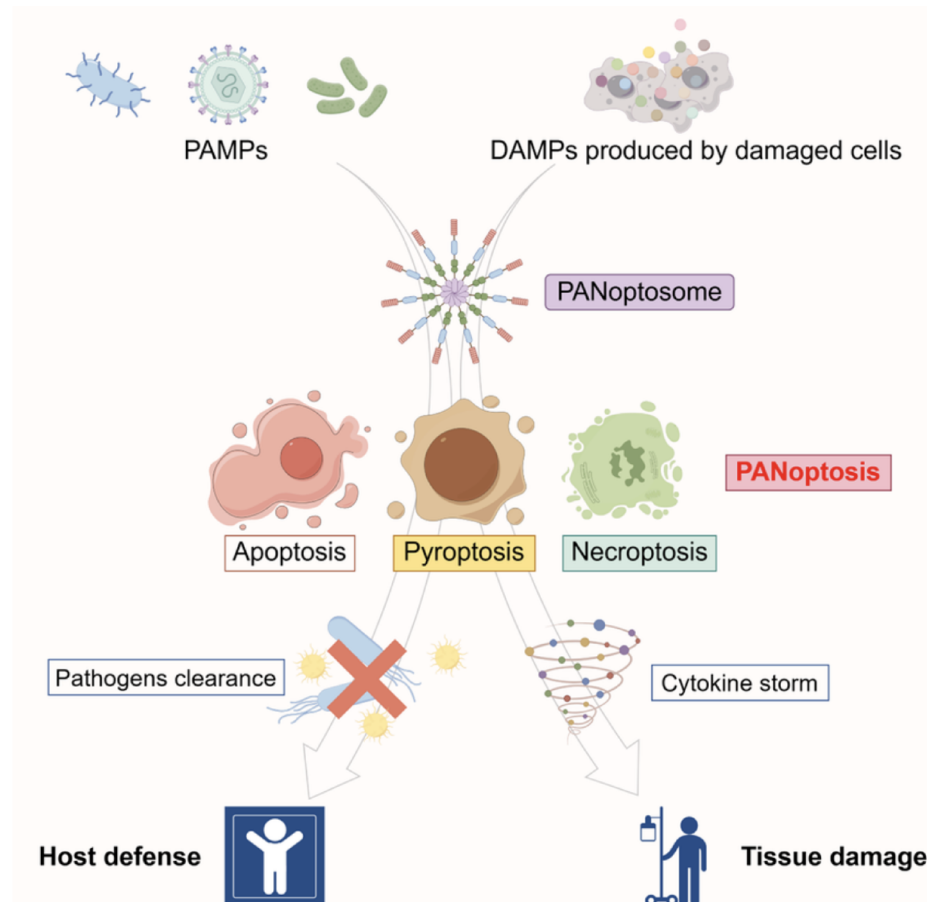 PAMPs
DAMPs produced by damaged cells
PANoptosome
PANoptosis
Apoptosis
Pyroptosis
Necroptosis
Pathogens clearance
Cytokine storm
Host defense
Tissue damage